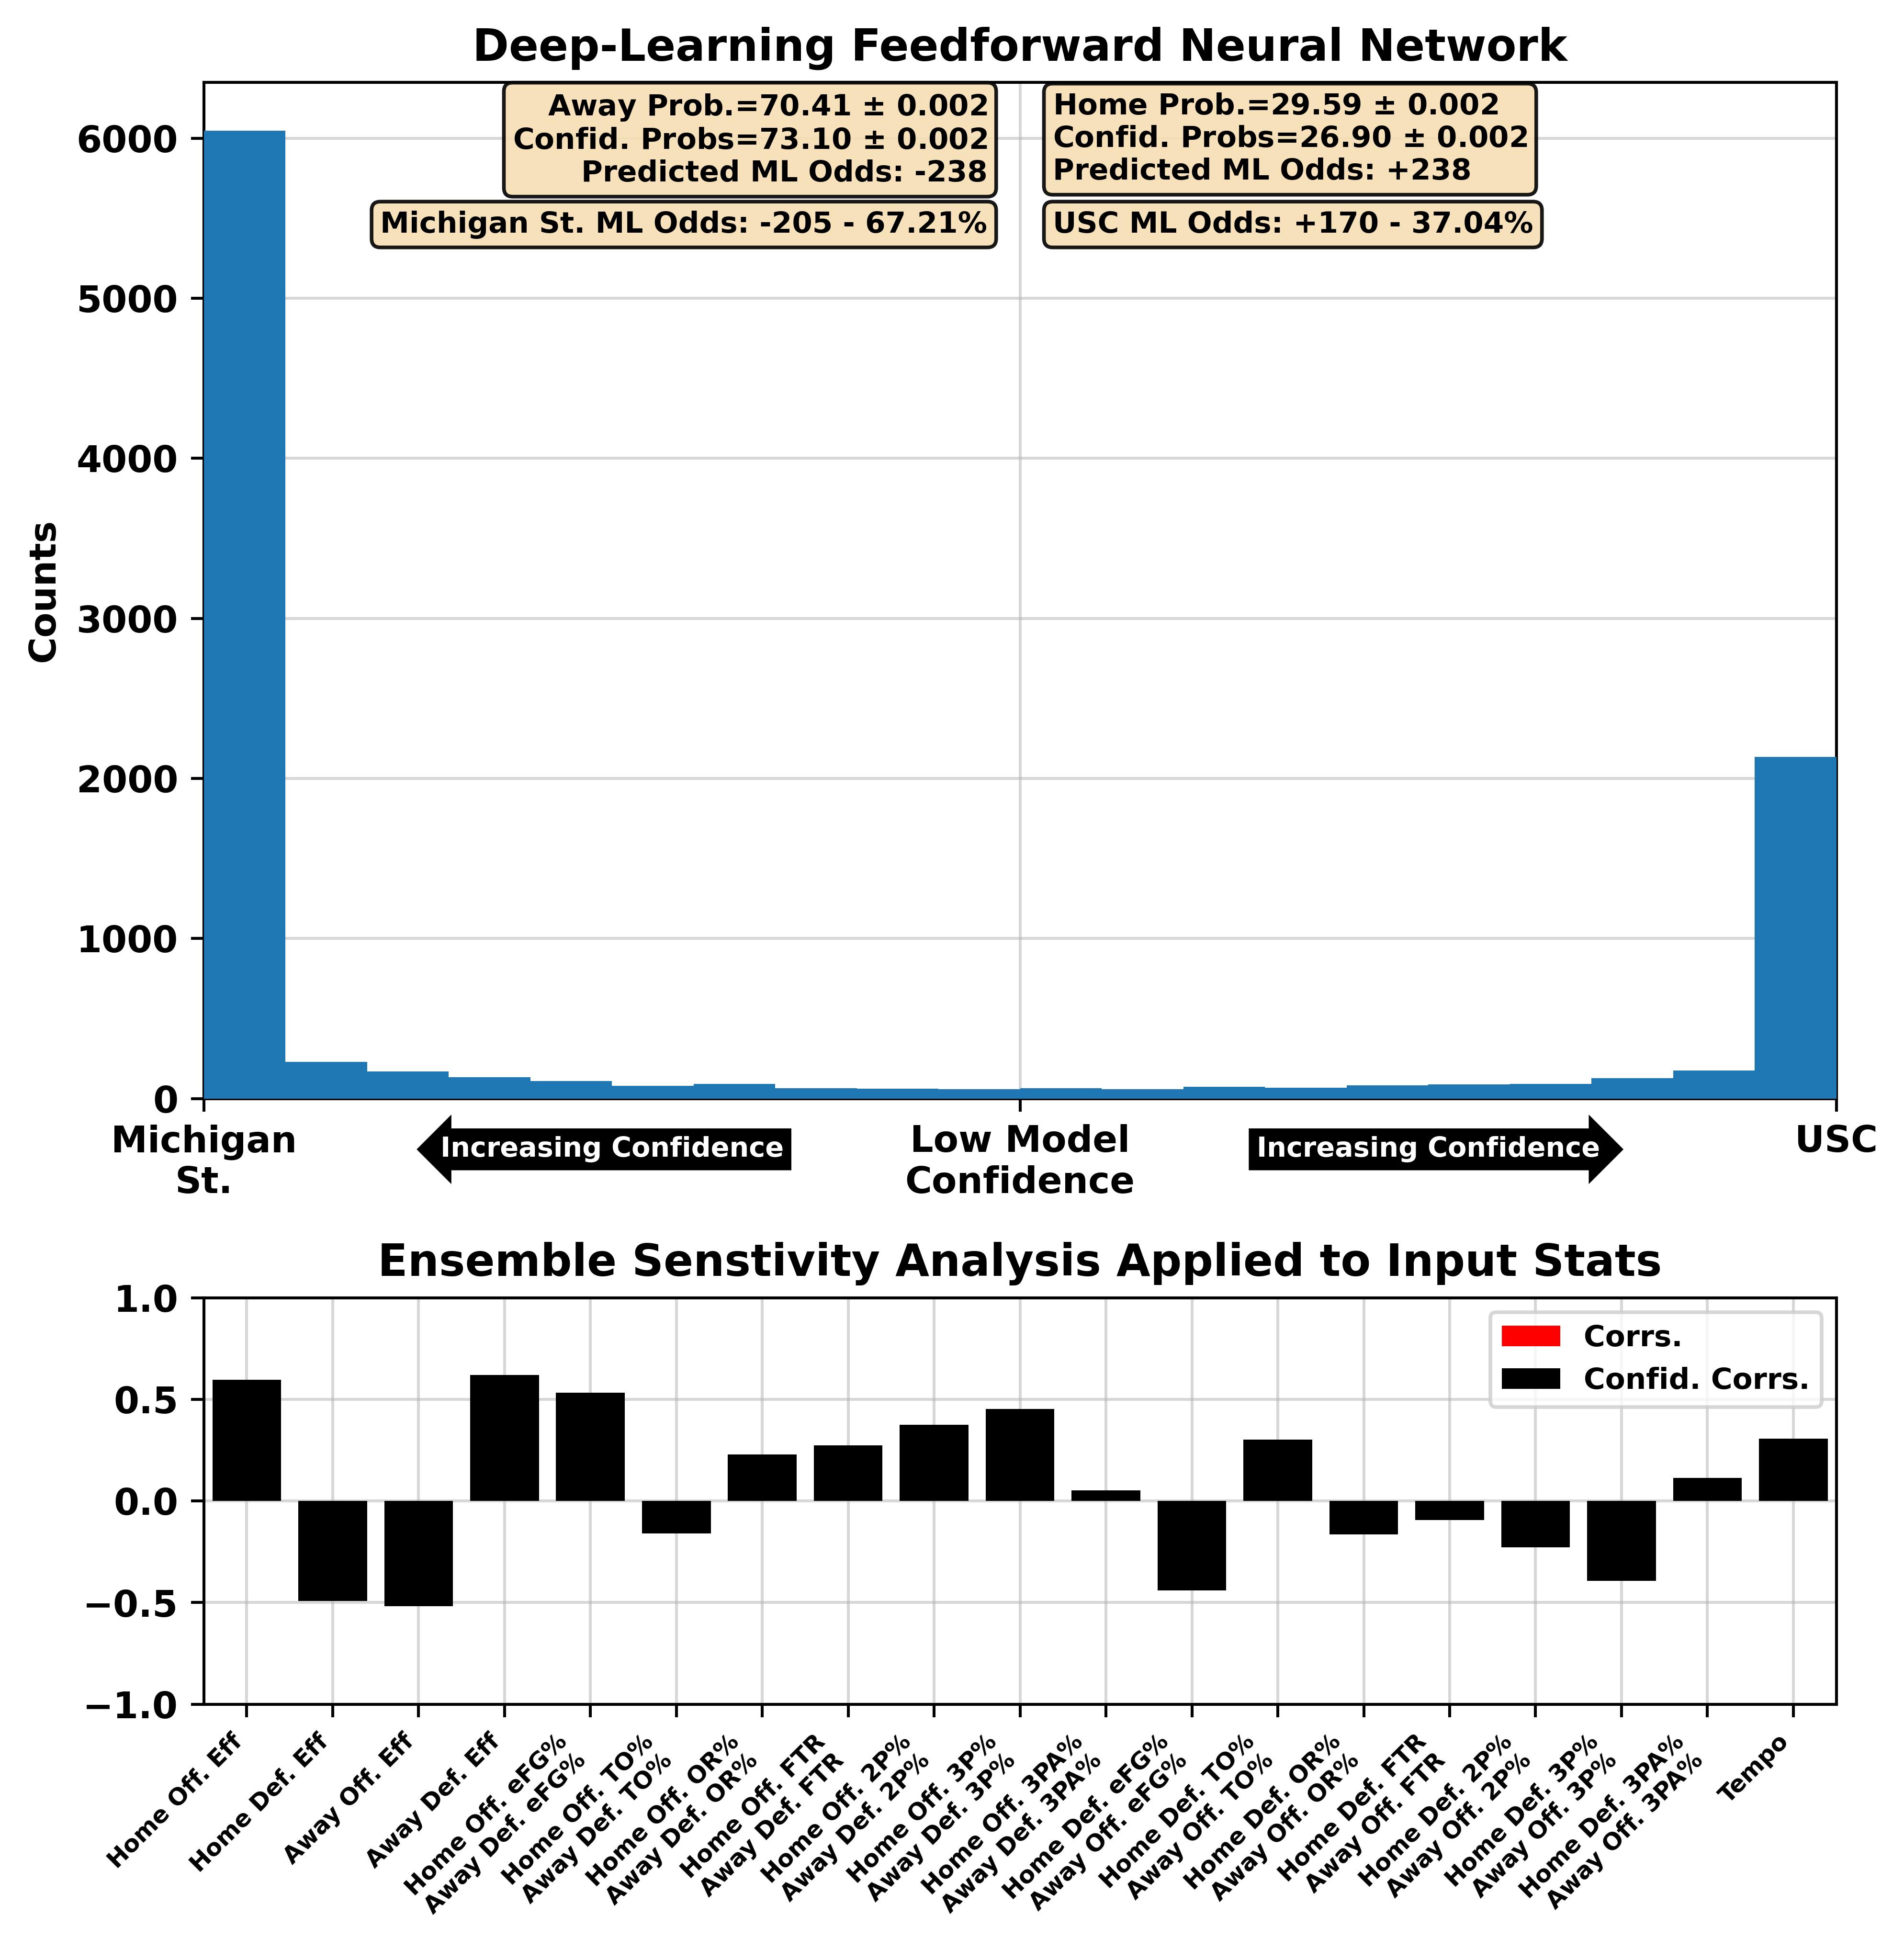 Deep-Learning Feedforward Neural Network
Away Prob.=70.41 ± 0.002
Confid. Probs=73.10 ± 0.002
Predicted ML Odds: -238
Home Prob.=29.59 ± 0.002
Confid. Probs=26.90 ± 0.002
Predicted ML Odds: +238
Michigan St. ML Odds: -205 - 67.21%
USC ML Odds: +170 - 37.04%
Counts
6000
5000
4000
3000
2000
1000
0
Michigan
St.
Increasing Confidence
Low Model
Confidence
Increasing Confidence
USC
Ensemble Senstivity Analysis Applied to Input Stats
Corrs.
Confid. Corrs.
1.0
0.5
0.0
−0.5
−1.0
Home Off. Eff
Home Def. Eff
Away Off. Eff
Away Def. Eff
Home Off. eFG%
Away Def. eFG%
Home Off. TO%
Away Def. TO%
Home Off. OR%
Away Def. OR%
Home Off. FTR
Away Def. FTR
Home Off. 2P%
Away Def. 2P%
Home Off. 3P%
Away Def. 3P%
Home Off. 3PA%
Away Def. 3PA%
Home Def. eFG%
Away Off. eFG%
Home Def. TO%
Away Off. TO%
Home Def. OR%
Away Off. OR%
Home Def. FTR
Away Off. FTR
Home Def. 2P%
Away Off. 2P%
Home Def. 3P%
Away Off. 3P%
Home Def. 3PA%
Away Off. 3PA%
Tempo